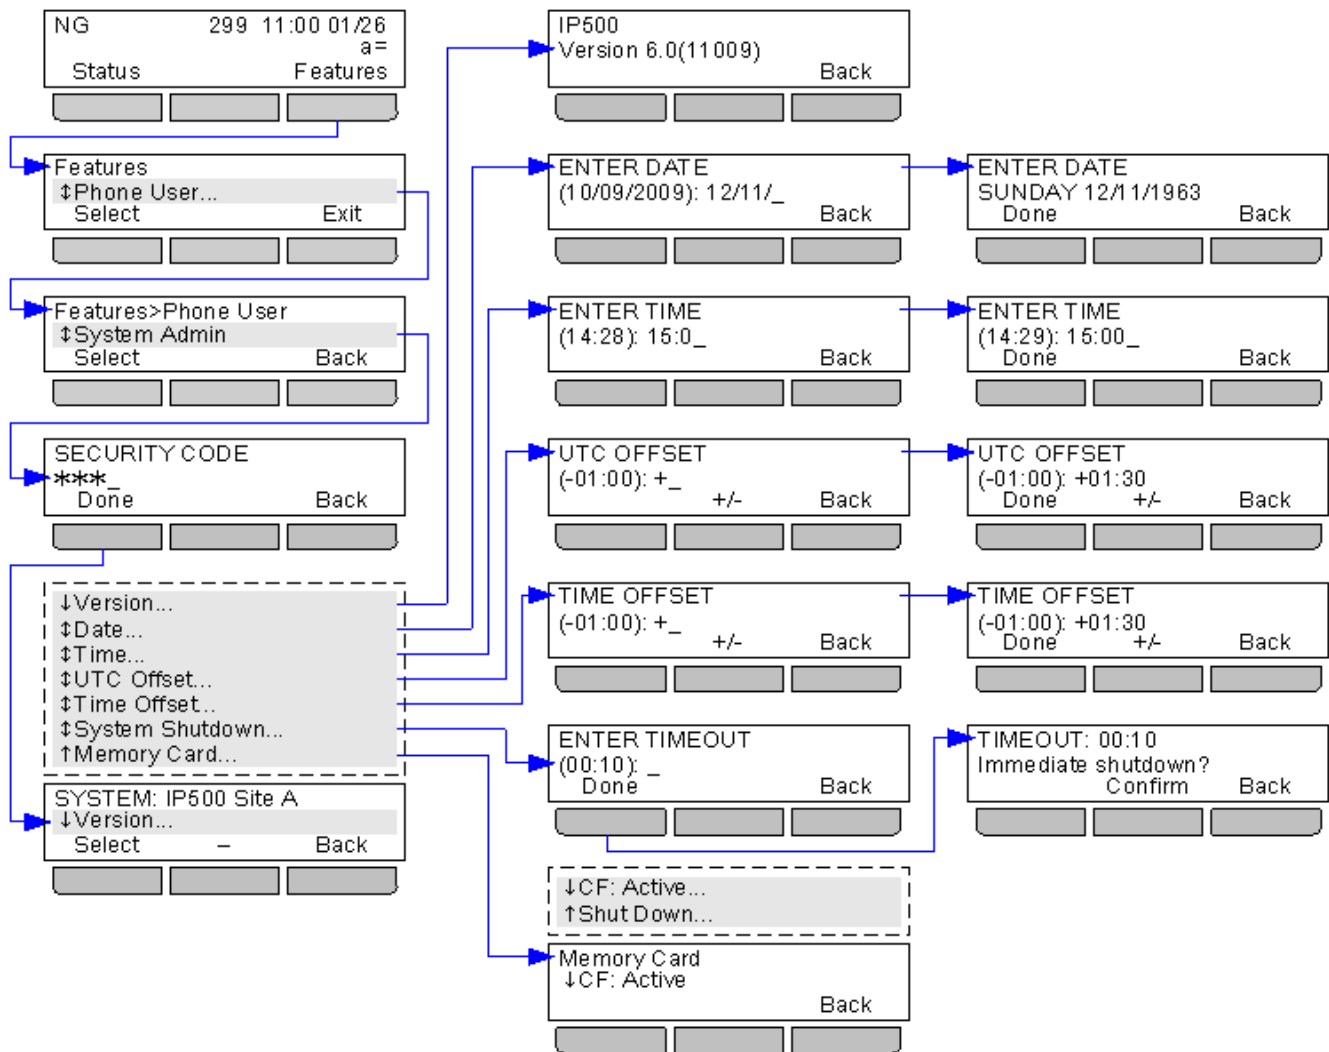 NG 299 11:00 01/26
a=
Status Features
Features
↕Phone User...
Select Exit
Features>Phone User
↕System Admin
Select Back
SECURITY CODE
***_
Done Back
↓Version...
↕Date...
↕Time...
↕UTC Offset...
↕Time Offset...
↕System Shutdown...
↑Memory Card...
SYSTEM: IP500 Site A
↓Version...
Select – Back
IP500
Version 6.0(11009)
Back
ENTER DATE
(10/09/2009): 12/11/_
Back
ENTER DATE
SUNDAY 12/11/1963
Done Back
ENTER TIME
(14:28): 15:0_
Back
ENTER TIME
(14:29): 15:00_
Done Back
UTC OFFSET
(-01:00): +_
+/- Back
UTC OFFSET
(-01:00): +01:30
Done +/- Back
TIME OFFSET
(-01:00): +_
+/- Back
TIME OFFSET
(-01:00): +01:30
Done +/- Back
ENTER TIMEOUT
(00:10): _
Done Back
TIMEOUT: 00:10
Immediate shutdown?
Confirm Back
↓CF: Active...
↑Shut Down...
Memory Card
↓CF: Active
Back